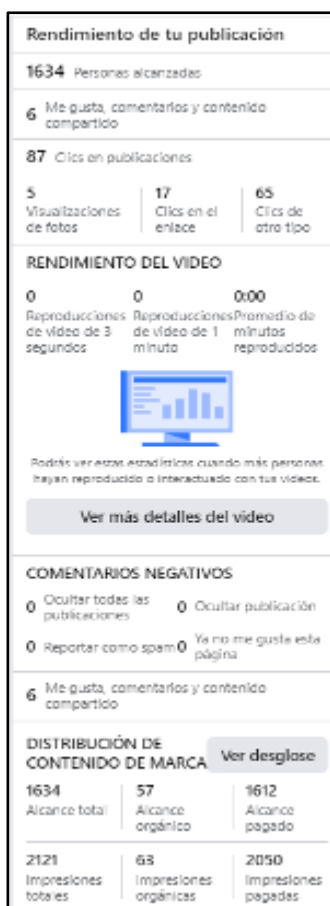 Rendimiento de tu publicación
1634 Personas alcanzadas
6 Me gusta, comentarios y contenido
compartido
87 Clics en publicaciones
5 17 65
Visualizaciones Clics en el Clics de
de fotos enlace otro tipo
RENDIMIENTO DEL VIDEO
0 0 0:00
Reproducciones Reproducciones Promedio de
de video de 3 de video de 1 minutos
segundos minuto reproducidos
Podrás ver estas estadísticas cuando más personas
hayan reproducido o interactuado con tus videos.
Ver más detalles del video
COMENTARIOS NEGATIVOS
0 Ocultar todas las
publicaciones
0 Ocultar publicación
0 Reportar como spam
0 Ya no me gusta esta
página
6 Me gusta, comentarios y contenido
compartido
DISTRIBUCIÓN DE
CONTENIDO DE MARCA
Ver desglose
1634 57 1612
Alcance total Alcance Alcance
orgánico pagado
2121 63 2050
Impresiones Impresiones Impresiones
totales orgánicas pagadas